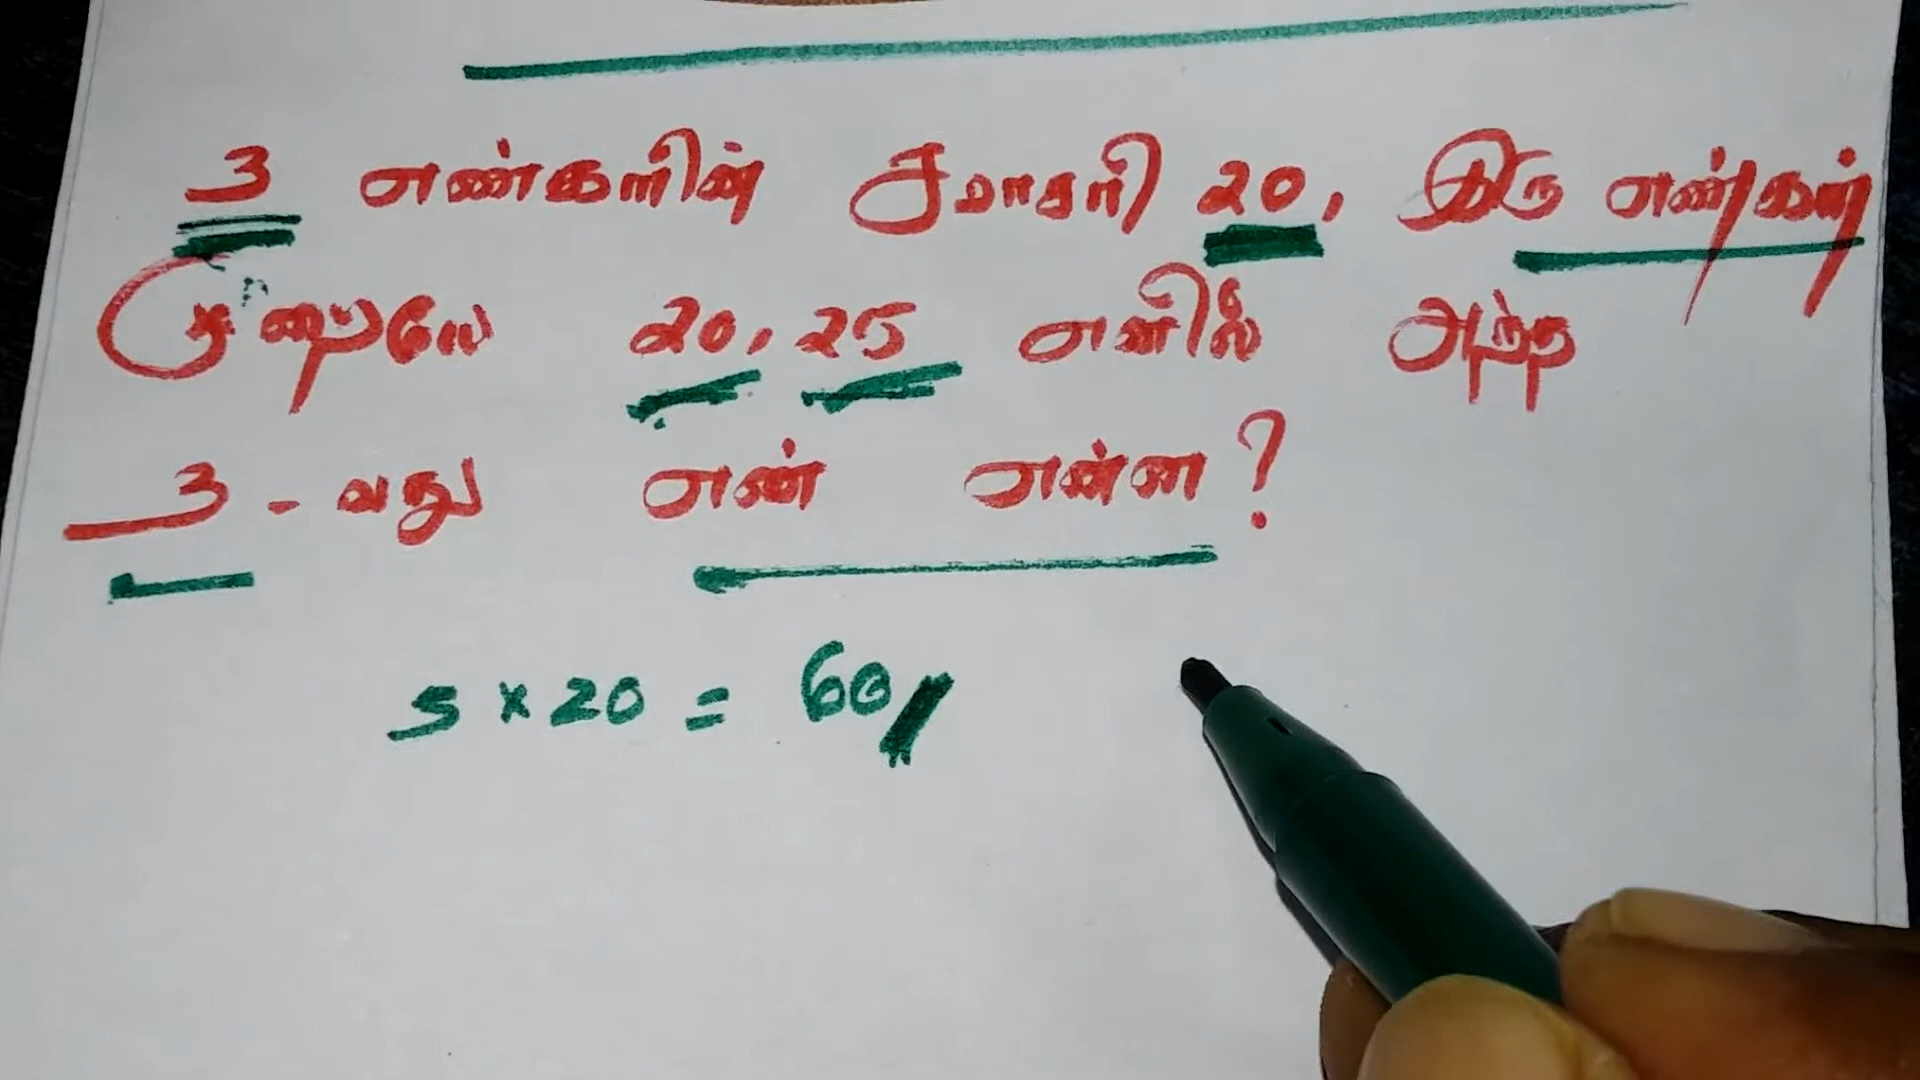 3 எண்களின் சராசரி 20, இரு எண்கள்
முறையே 20, 25 எனில் அந்த
3-வது எண் என்ன?
3 × 20 = 60